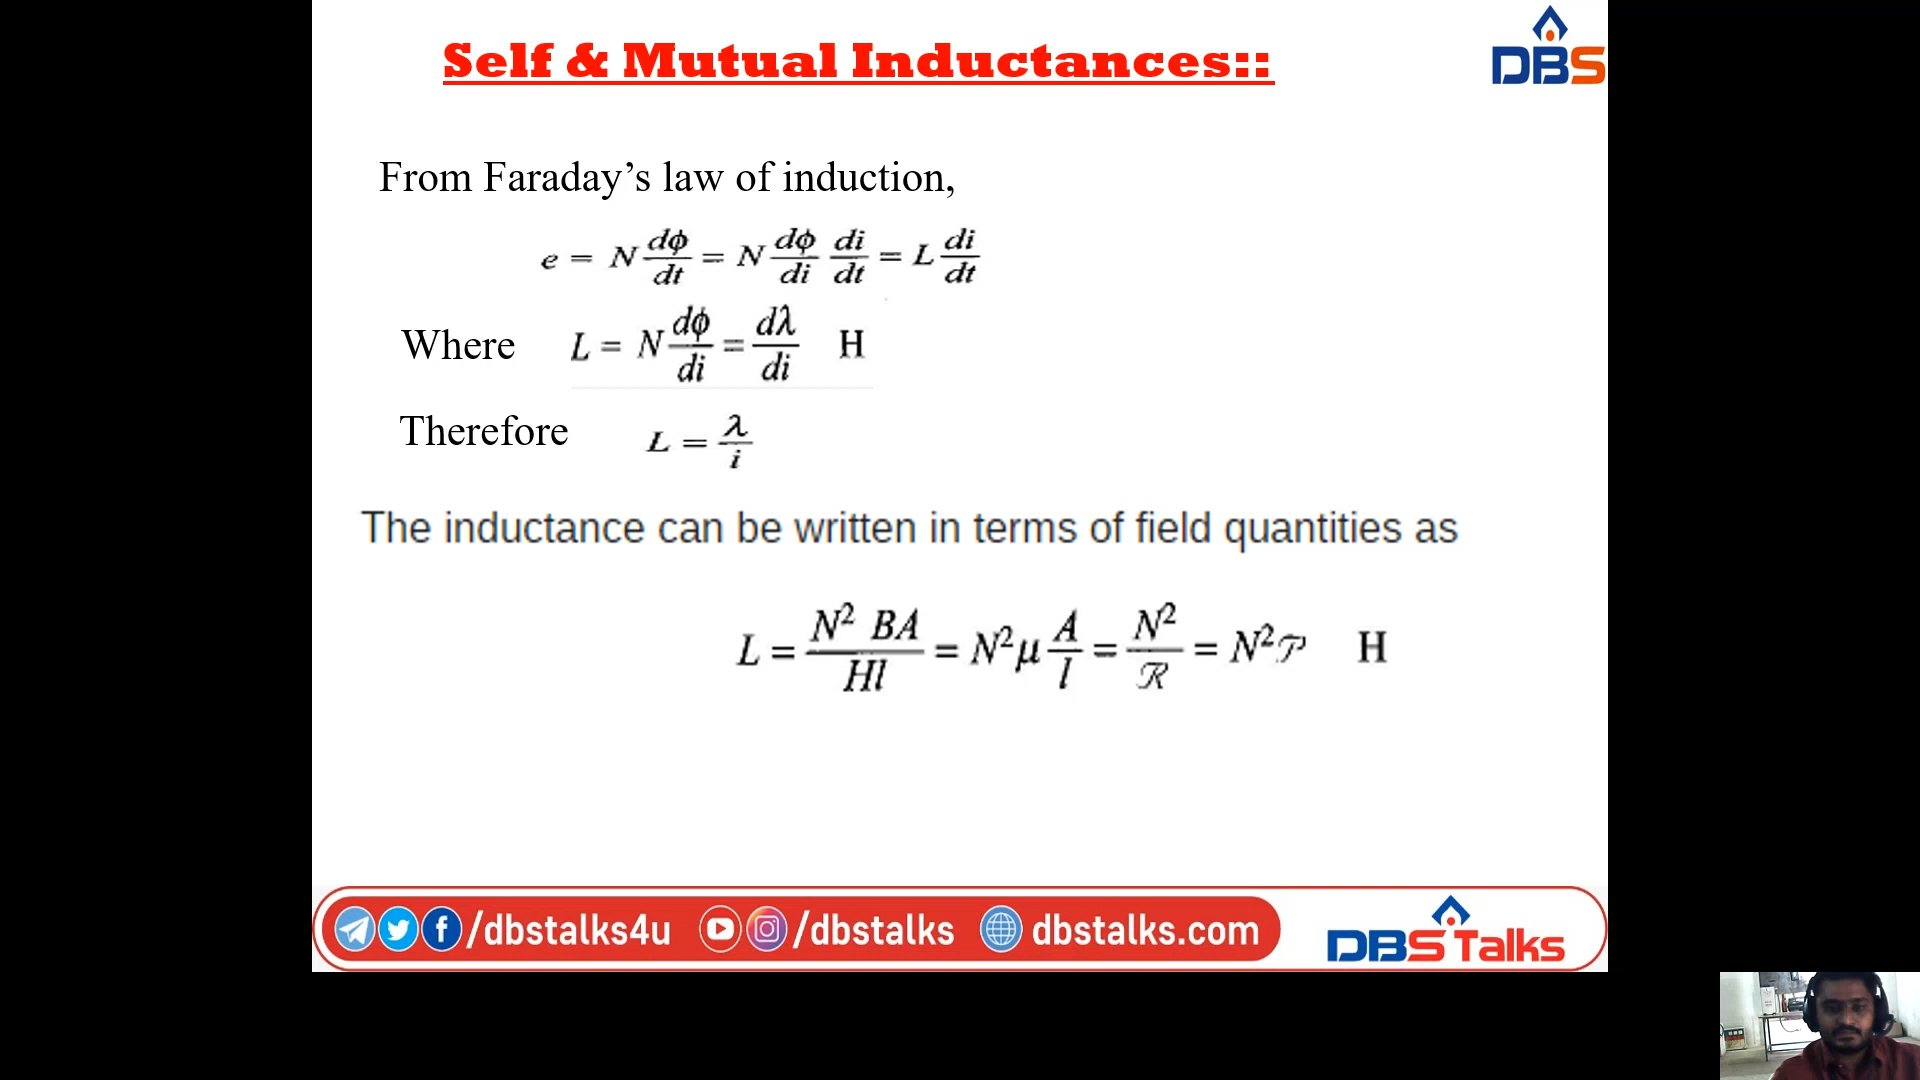 Self & Mutual Inductances::
DBS
From Faraday’s law of induction,
e = N dϕ/dt = N dϕ/di di/dt = L di/dt
Where L = N dϕ/di = dλ/di H
Therefore L = λ/i
The inductance can be written in terms of field quantities as
L = N² BA/Hl = N²μ A/l = N²/ℛ = N²𝒫 H
/dbstalks4u /dbstalks dbstalks.com
DBS Talks